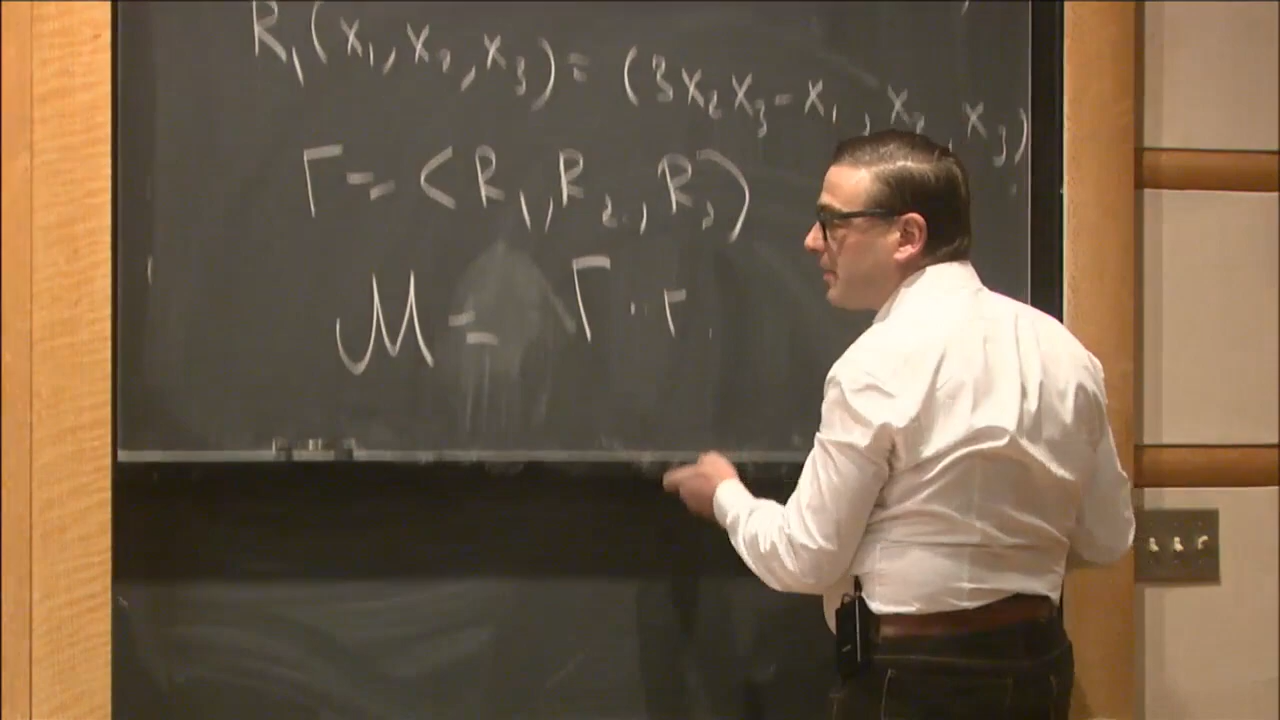 R₁(x₁, x₂, x₃) = (3x₂x₃ - x₁, x₂, x₃)
Γ = <R₁, R₂, R₃>
M = Γ · r